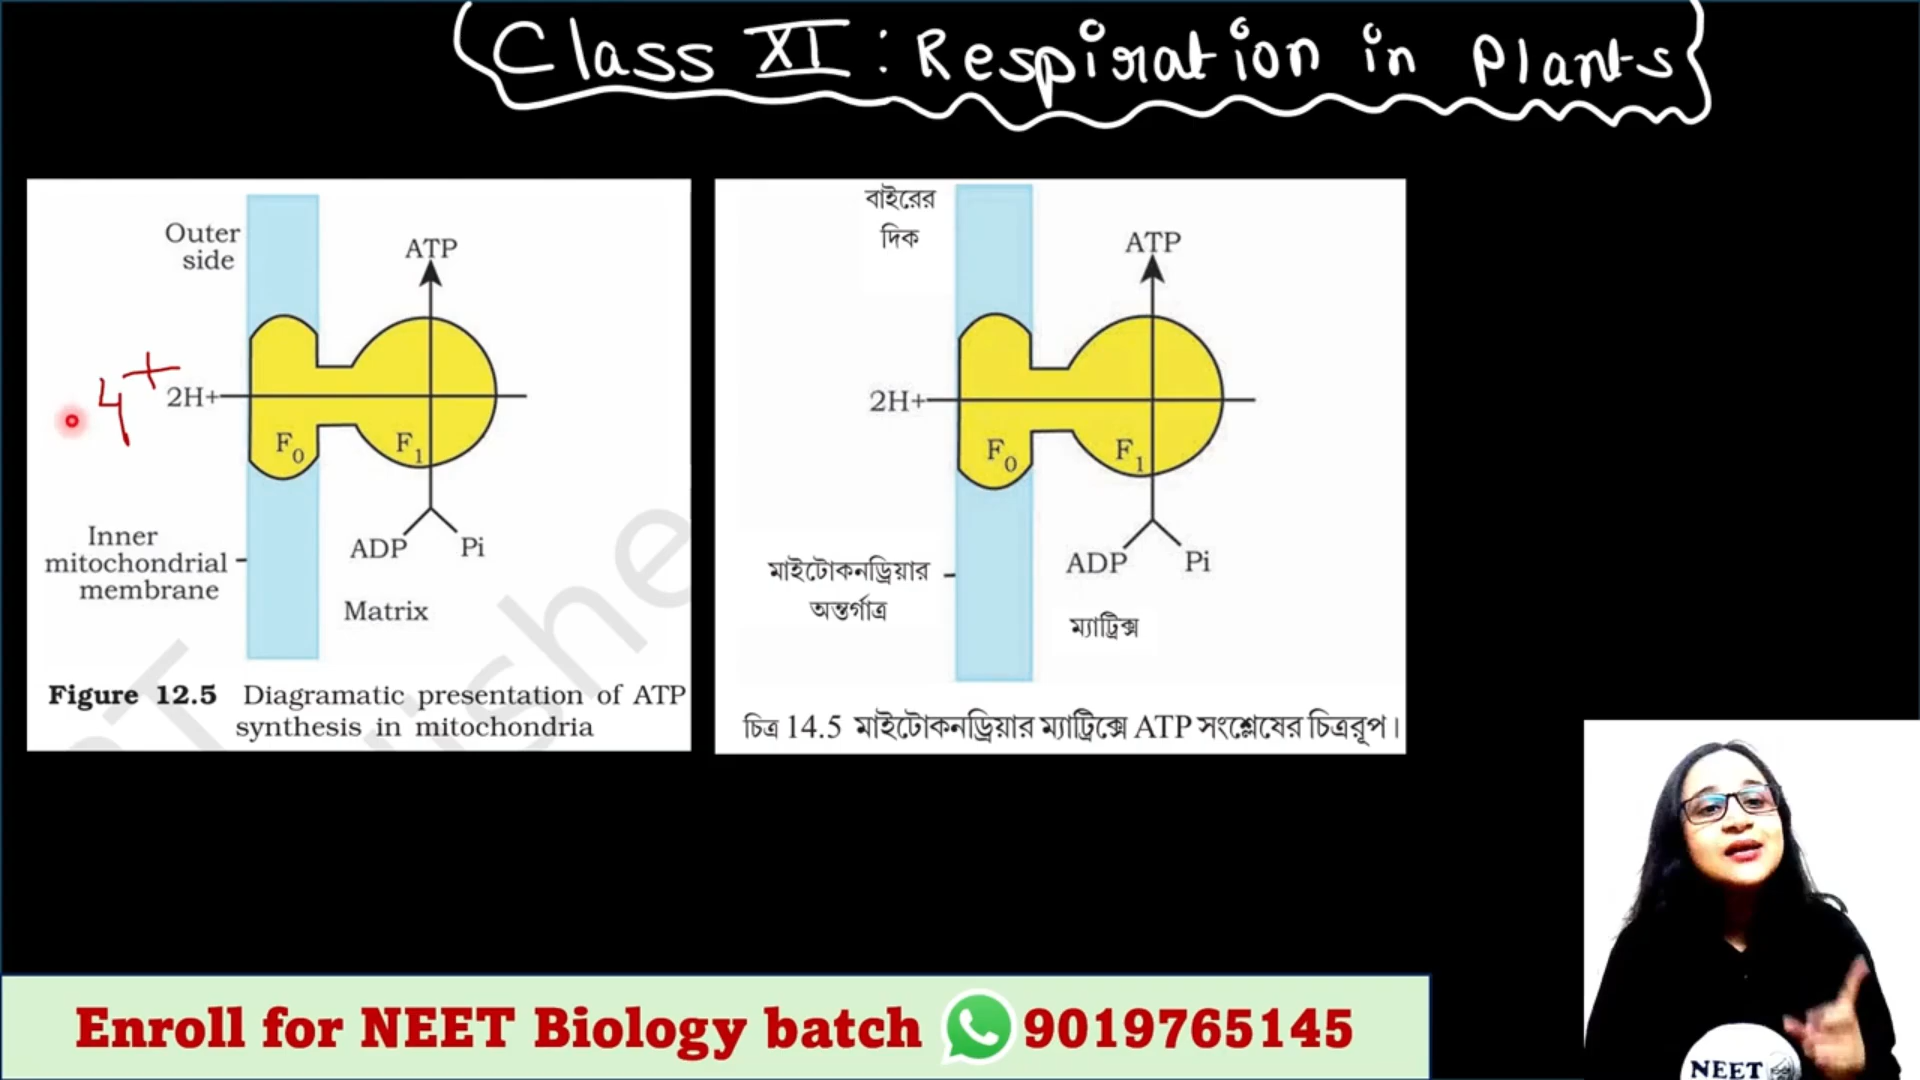 Class XI : Respiration in Plants
Outer
side
ATP
4+
2H+
F0
F1
Inner
mitochondrial
membrane
ADP
Pi
Matrix
Figure 12.5 Diagramatic presentation of ATP
synthesis in mitochondria
বাইরের
দিক
ATP
2H+
F0
F1
মাইটোকনড্রিয়ার
অন্তর্গাত্র
ADP
Pi
ম্যাট্রিক্স
চিত্র 14.5 মাইটোকনড্রিয়ার ম্যাট্রিক্সে ATP সংশ্লেষের চিত্ররূপ।
Enroll for NEET Biology batch 9019765145
NEET